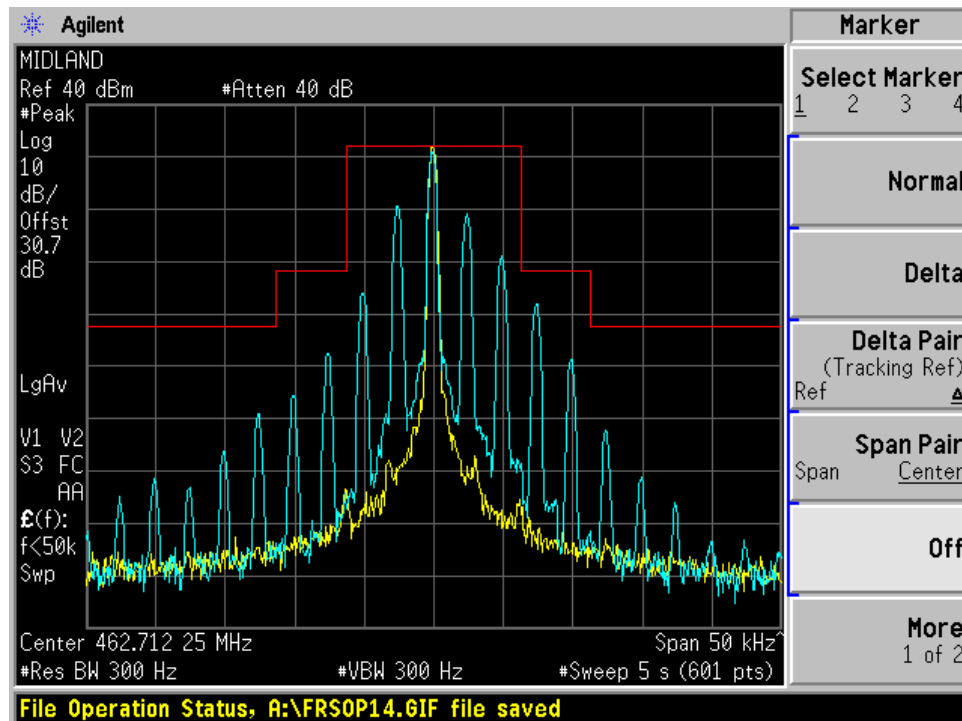 Agilent
Marker
MIDLAND
Ref 40 dBm #Atten 40 dB
#Peak
Log
10
dB/
Offst
30.7
dB
LgAv
V1 V2
S3 FC
AA
£(f):
f<50k
Swp
Center 462.712 25 MHz Span 50 kHz^
#Res BW 300 Hz #VBW 300 Hz #Sweep 5 s (601 pts)
File Operation Status, A:\FRSOP14.GIF file saved
Select Marker
1 2 3 4
Normal
Delta
Delta Pair
(Tracking Ref)
Ref Δ
Span Pair
Span Center
Off
More
1 of 2